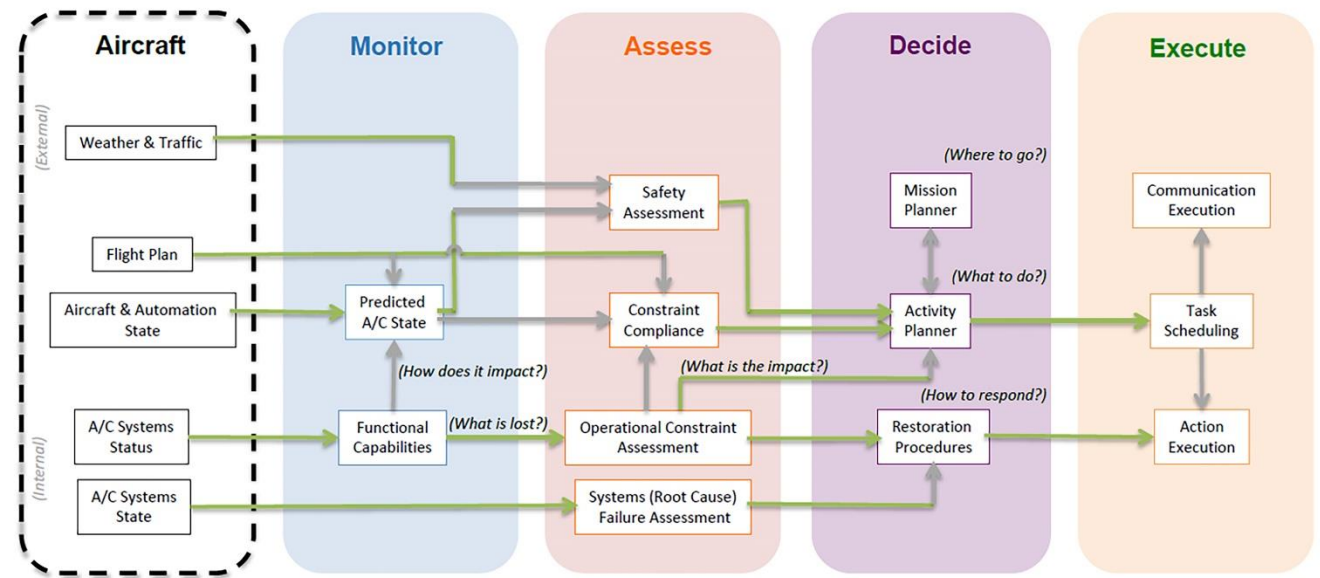 Aircraft
Monitor
Assess
Decide
Execute
(External)
Weather & Traffic
Flight Plan
Aircraft & Automation
State
(Internal)
A/C Systems
Status
A/C Systems
State
Predicted
A/C State
(How does it impact?)
Functional
Capabilities
(What is lost?)
Safety
Assessment
Constraint
Compliance
(What is the impact?)
Operational Constraint
Assessment
Systems (Root Cause)
Failure Assessment
(Where to go?)
Mission
Planner
(What to do?)
Activity
Planner
(How to respond?)
Restoration
Procedures
Communication
Execution
Task
Scheduling
Action
Execution